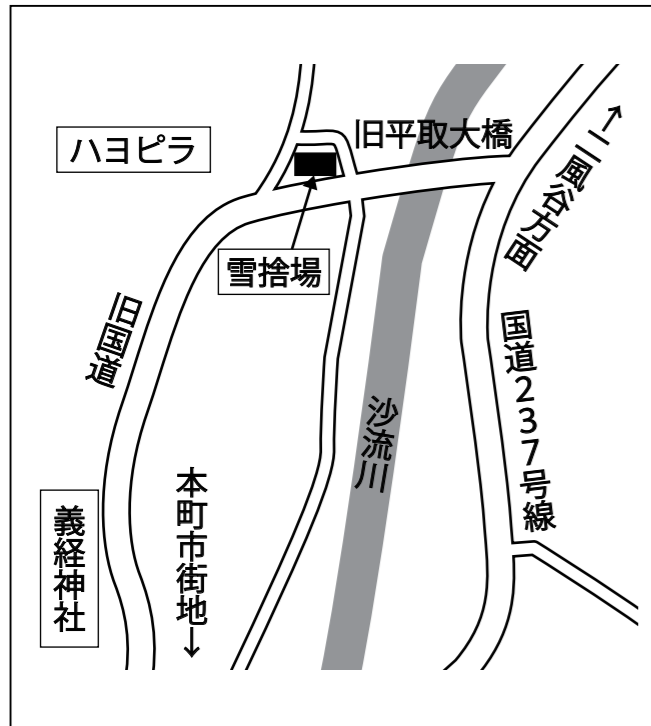 旧平取大橋
ハヨピラ
↑二風谷方面
雪捨場
旧国道
国道237号線
沙流川
本町市街地↓
義経神社